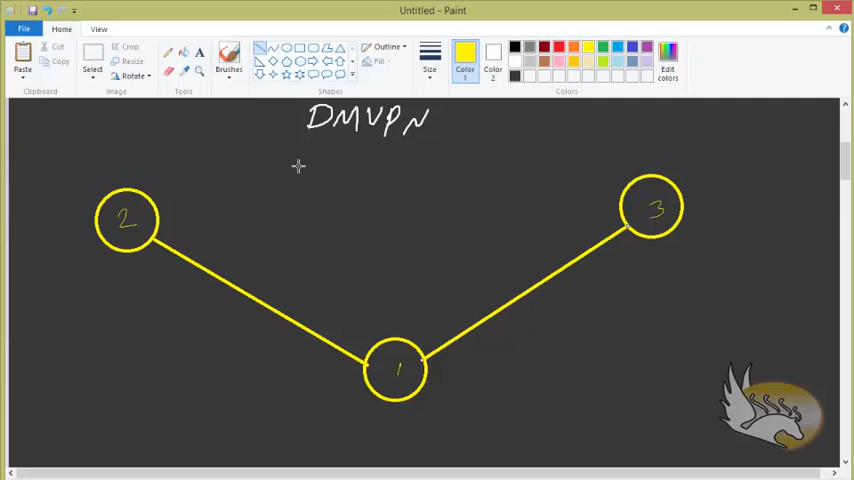 Untitled - Paint
File
Home
View
Paste
Cut
Copy
Clipboard
Select
Crop
Resize
Rotate
Image
A
Tools
Brushes
Outline
Fill
Shapes
Size
Color
1
Color
2
Edit
colors
Colors
DMVPN
2
3
1